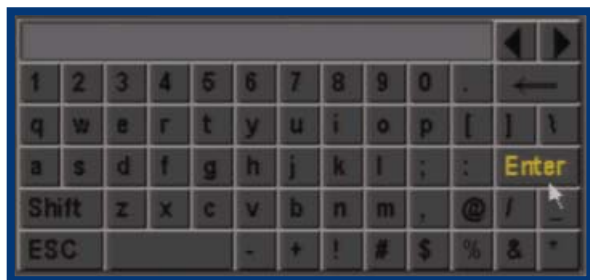 1 2 3 4 5 6 7 8 9 0 . ←
q w e r t y u i o p [ ] \
a s d f g h j k l ; : Enter
Shift z x c v b n m , @ / _
ESC - + ! # $ % & *